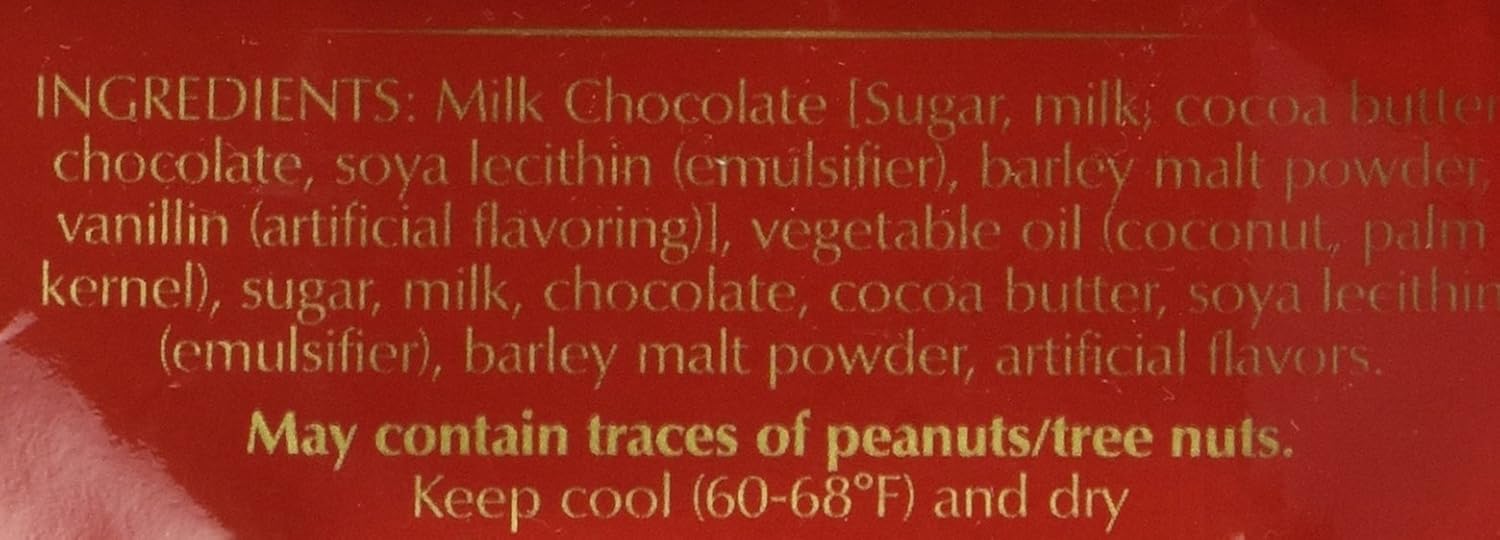 INGREDIENTS: Milk Chocolate [Sugar, milk, cocoa butter
chocolate, soya lecithin (emulsifier), barley malt powder,
vanillin (artificial flavoring)], vegetable oil (coconut, palm
kernel), sugar, milk, chocolate, cocoa butter, soya lecithin
(emulsifier), barley malt powder, artificial flavors.
May contain traces of peanuts/tree nuts.
Keep cool (60-68°F) and dry